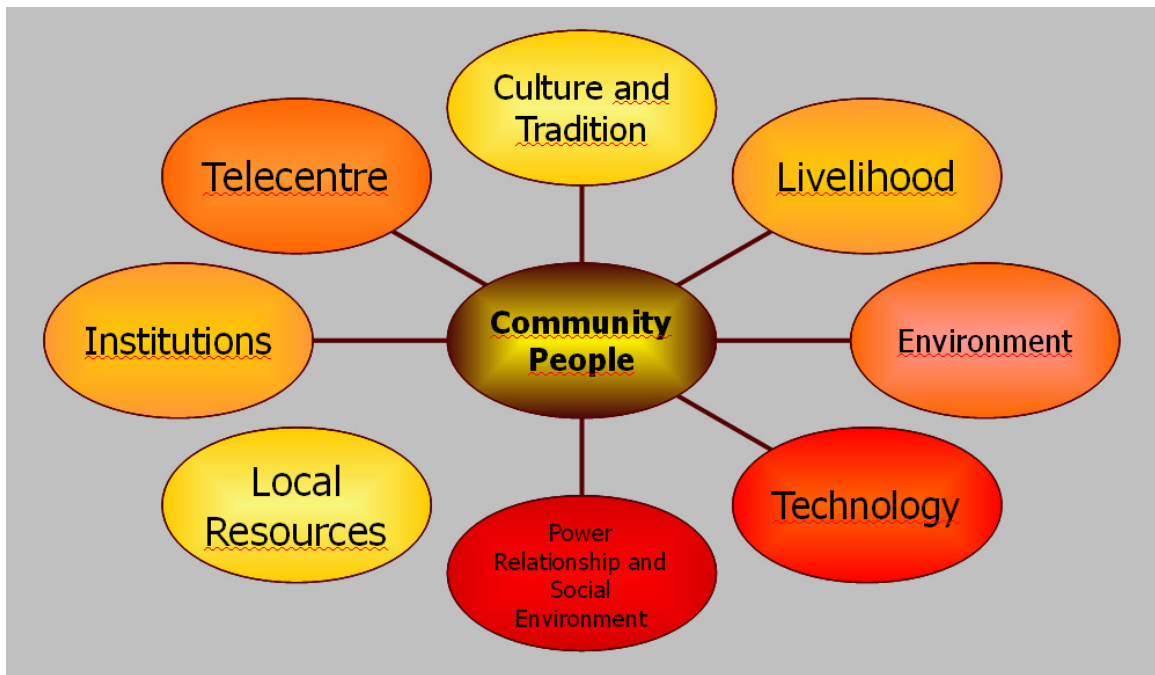 Culture and
Tradition
Telecentre
Livelihood
Institutions
Community
People
Environment
Local
Resources
Technology
Power
Relationship and
Social
Environment